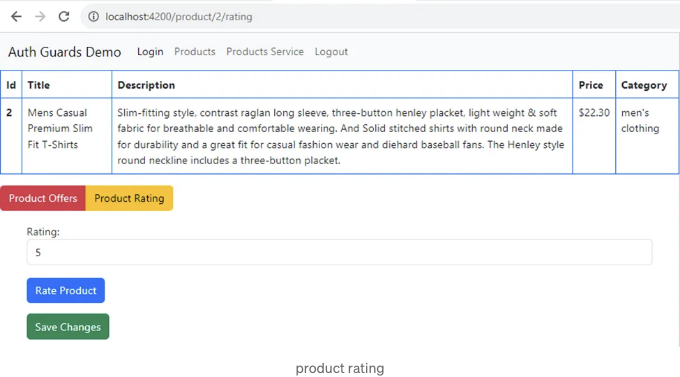 localhost:4200/product/2/rating
Auth Guards Demo Login Products Products Service Logout
Id Title Description Price Category
2 Mens Casual Slim-fitting style, contrast raglan long sleeve, three-button henley placket, light weight & soft $22.30 men's
Premium Slim fabric for breathable and comfortable wearing. And Solid stitched shirts with round neck made clothing
Fit T-Shirts for durability and a great fit for casual fashion wear and diehard baseball fans. The Henley style
round neckline includes a three-button placket.
Product Offers Product Rating
Rating:
5
Rate Product
Save Changes
product rating